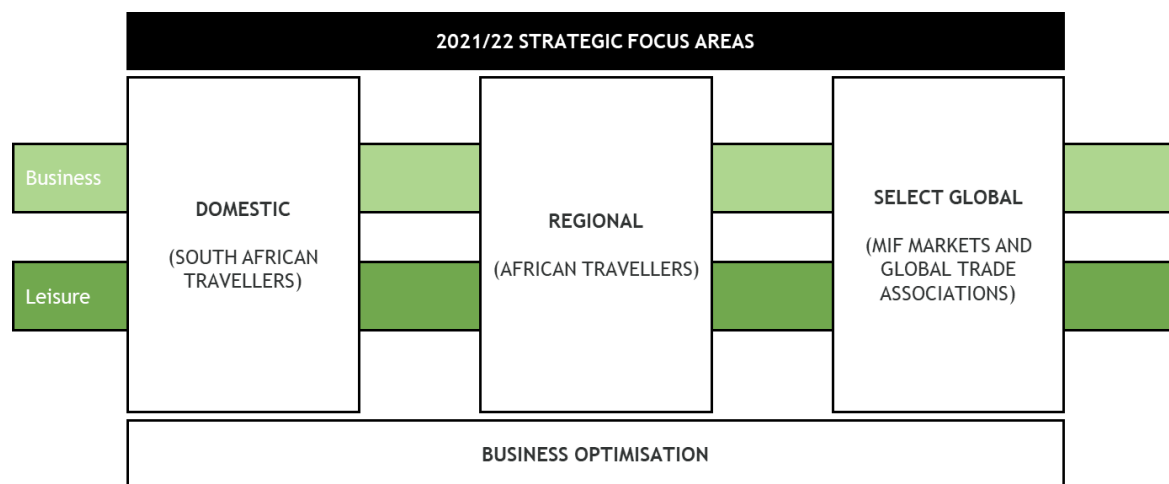 2021/22 STRATEGIC FOCUS AREAS
Business
Leisure
DOMESTIC
(SOUTH AFRICAN
TRAVELLERS)
REGIONAL
(AFRICAN TRAVELLERS)
SELECT GLOBAL
(MIF MARKETS AND
GLOBAL TRADE
ASSOCIATIONS)
BUSINESS OPTIMISATION